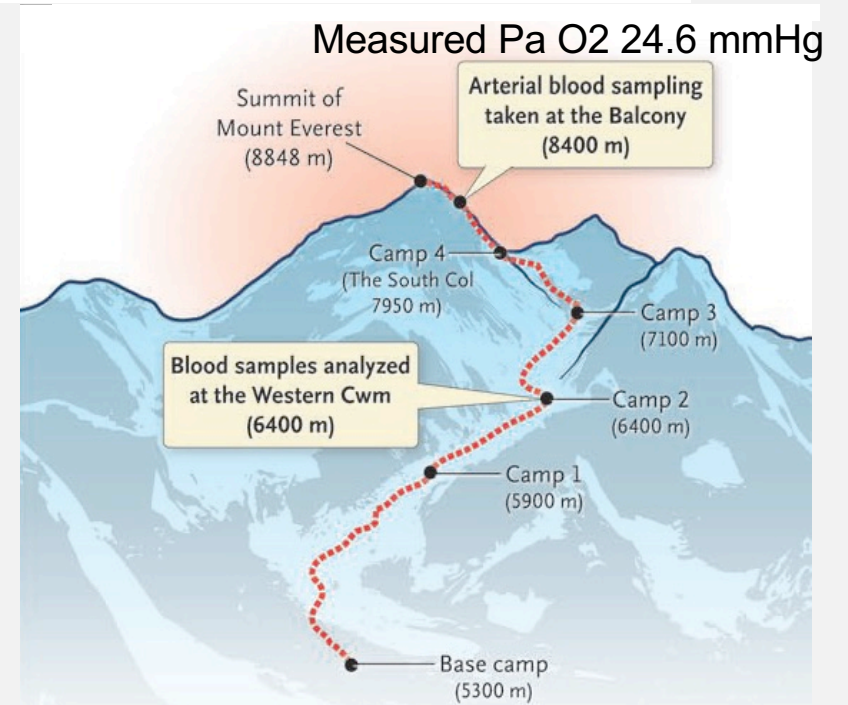 Measured Pa O2 24.6 mmHg
Summit of
Mount Everest
(8848 m)
Arterial blood sampling
taken at the Balcony
(8400 m)
Camp 4
(The South Col
7950 m)
Camp 3
(7100 m)
Blood samples analyzed
at the Western Cwm
(6400 m)
Camp 2
(6400 m)
Camp 1
(5900 m)
Base camp
(5300 m)